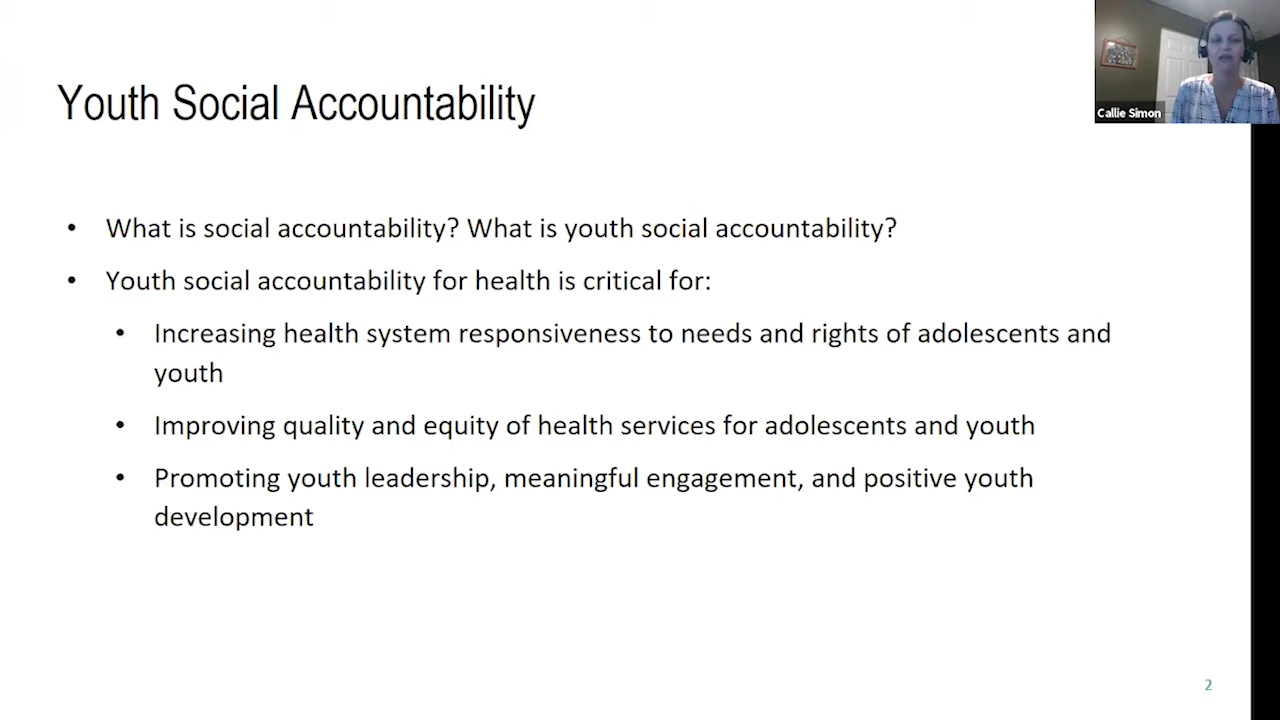 Youth Social Accountability
Callie Simon
• What is social accountability? What is youth social accountability?
• Youth social accountability for health is critical for:
• Increasing health system responsiveness to needs and rights of adolescents and
youth
• Improving quality and equity of health services for adolescents and youth
• Promoting youth leadership, meaningful engagement, and positive youth
development
2